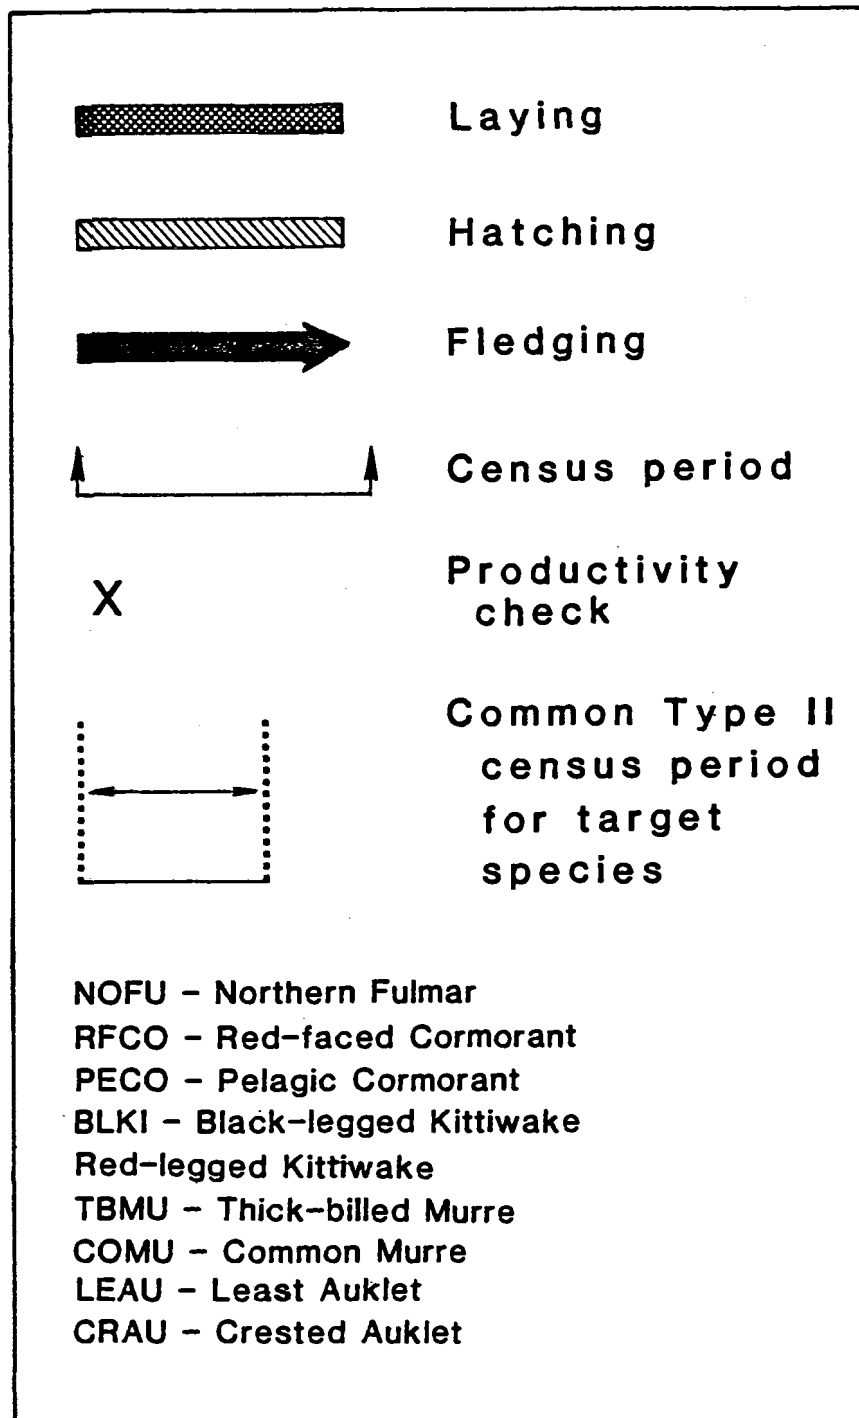 Laying
Hatching
Fledging
Census period
X
Productivity
check
Common Type II
census period
for target
species
NOFU - Northern Fulmar
RFCO - Red-faced Cormorant
PECO - Pelagic Cormorant
BLKI - Black-legged Kittiwake
Red-legged Kittiwake
TBMU - Thick-billed Murre
COMU - Common Murre
LEAU - Least Auklet
CRAU - Crested Auklet